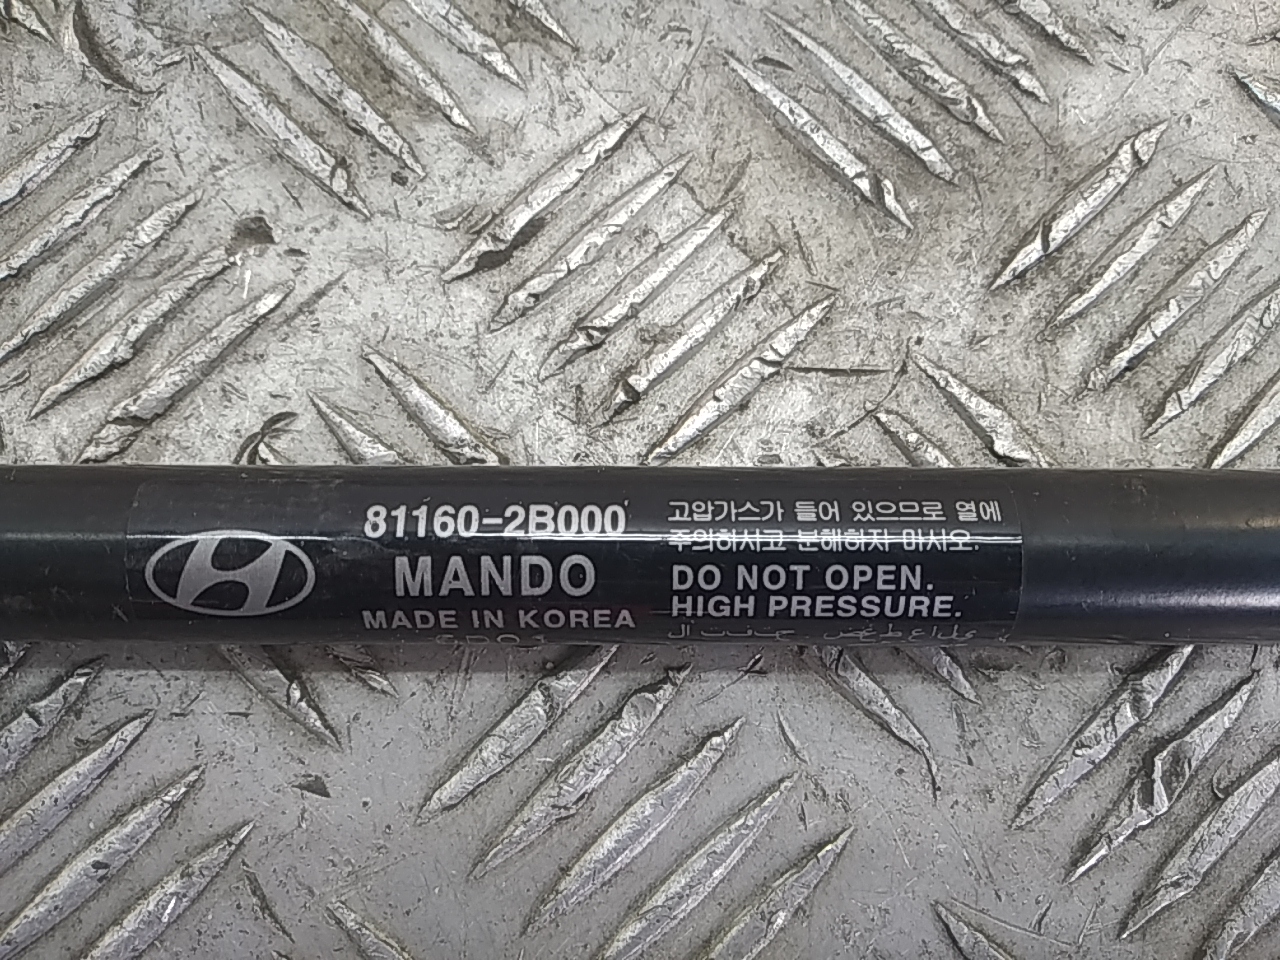 81160-2B000
MANDO
MADE IN KOREA
고압가스가 들어 있으므로 열에
주의하시고 분해하지 마시오.
DO NOT OPEN.
HIGH PRESSURE.